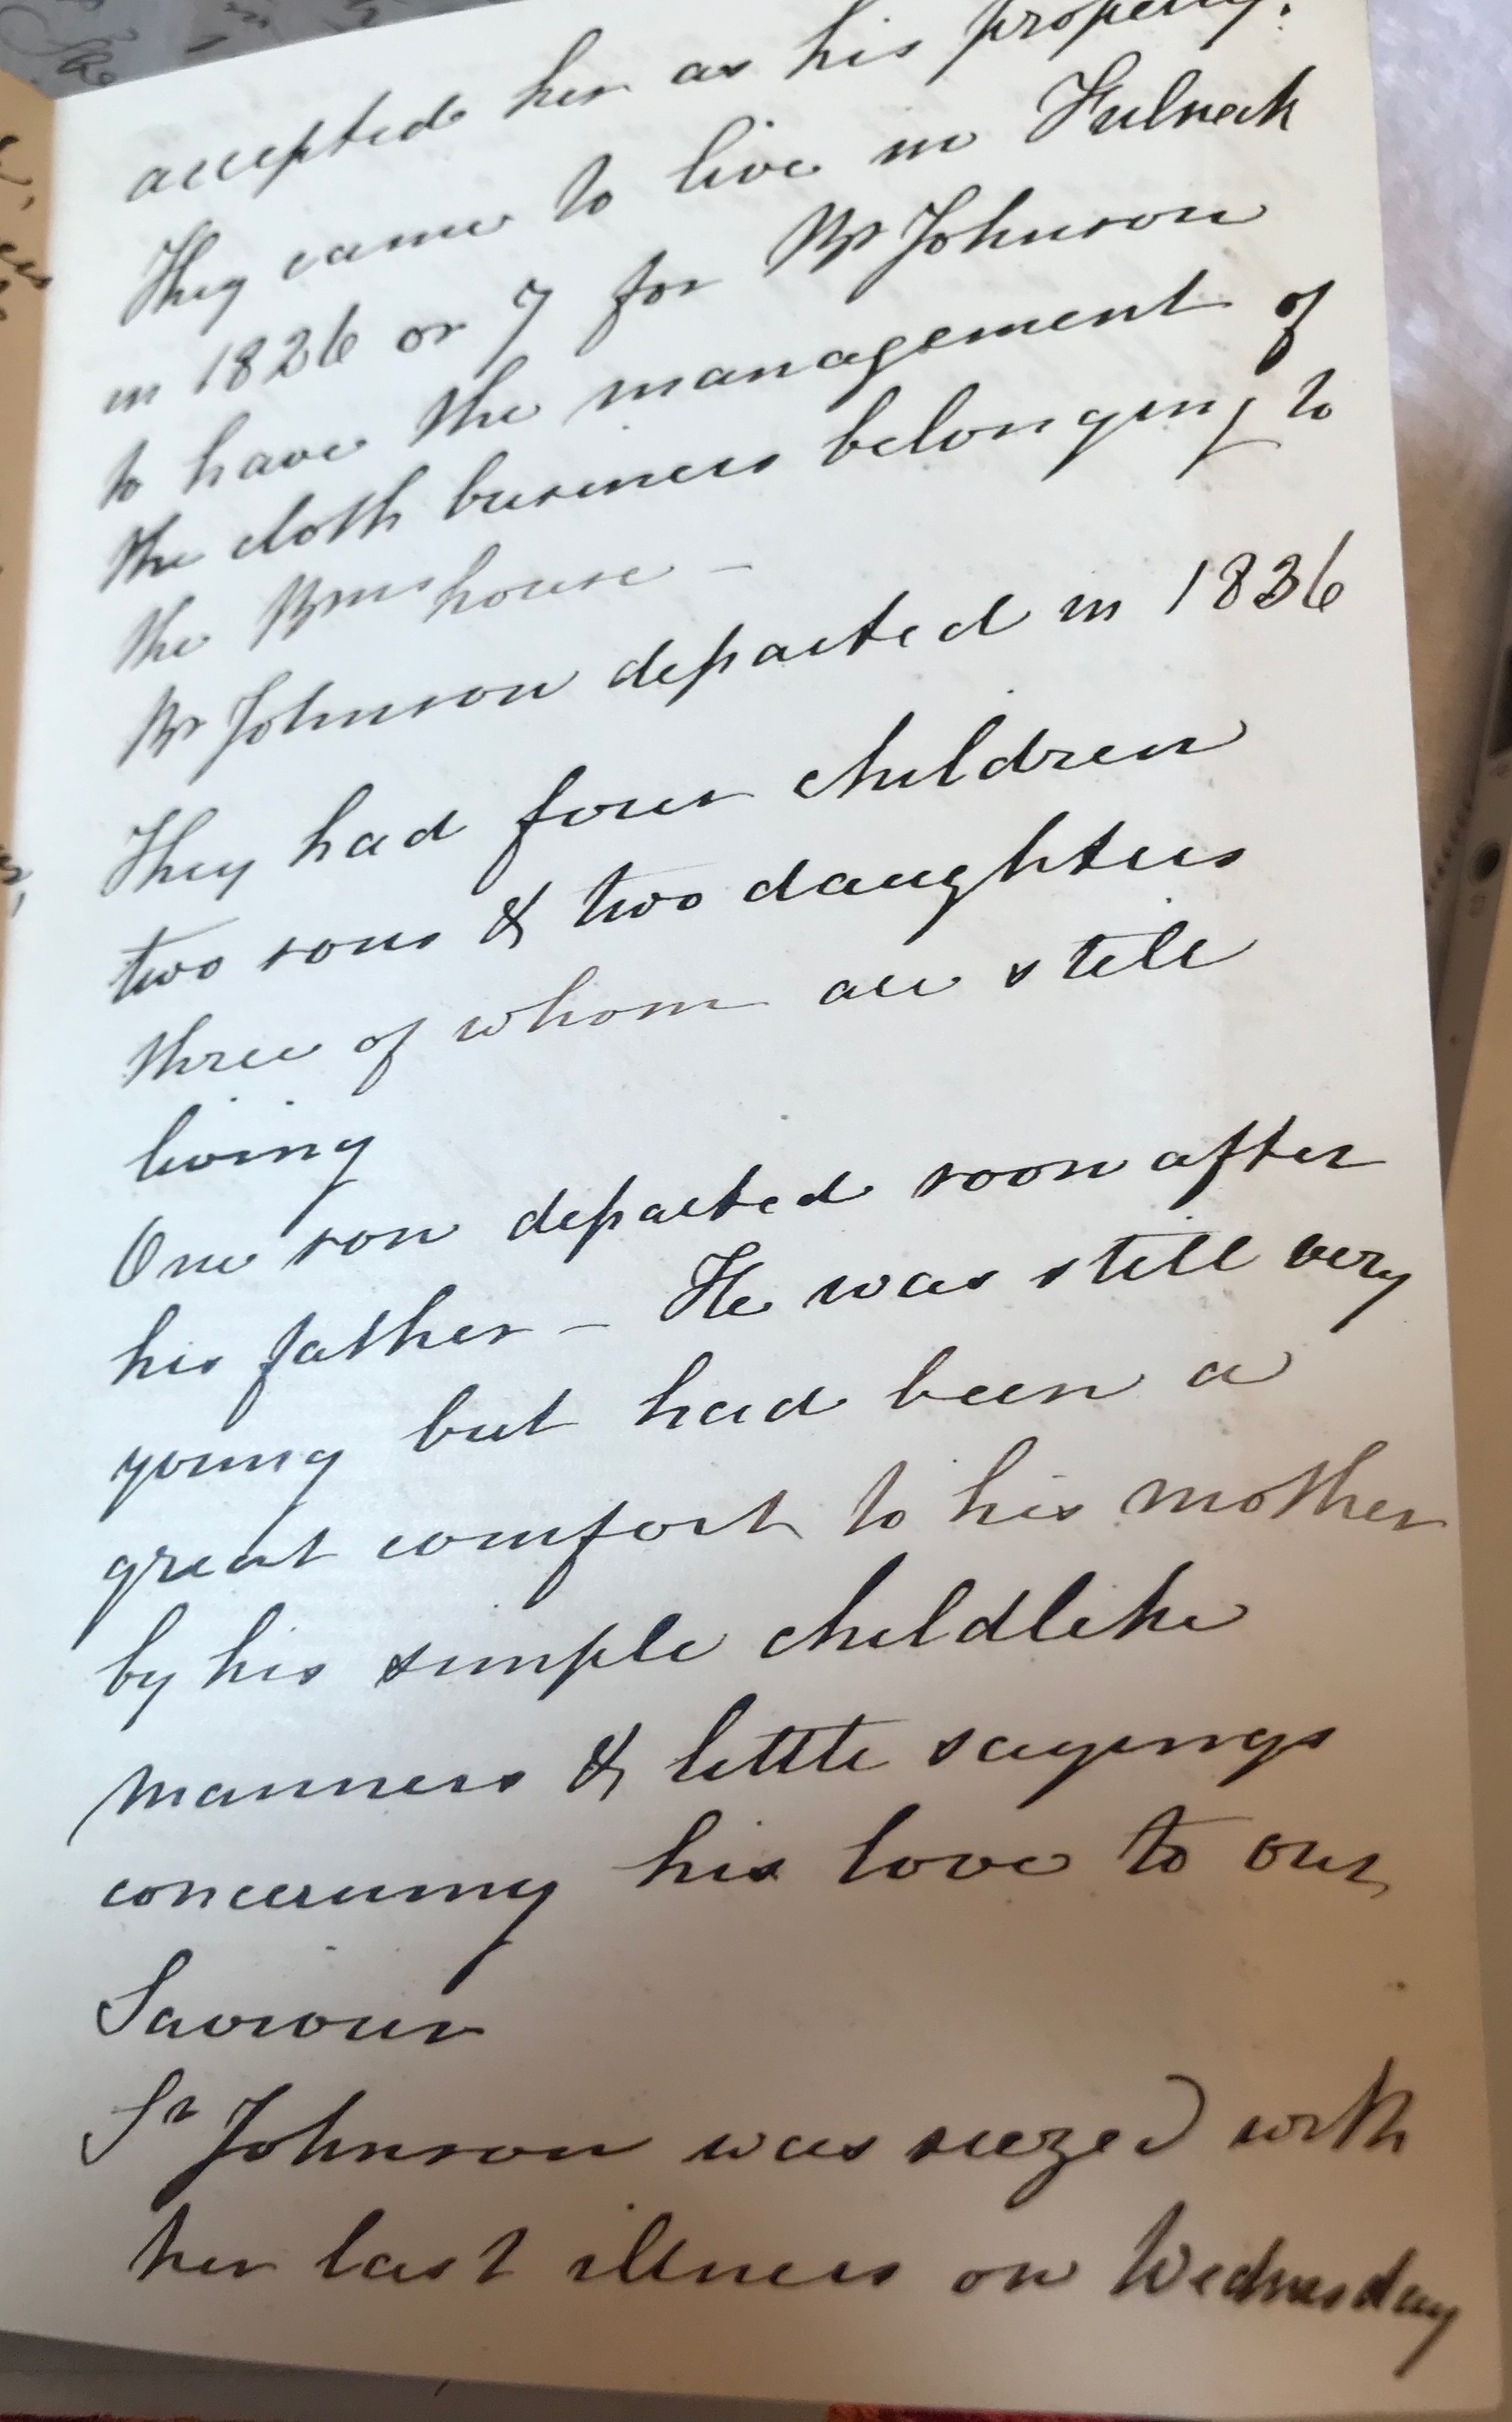 accepted her as his property.
They came to live in Fulneck
in 1826 or 7 for Br Johnson
to have the management of
the cloth business belonging to
the Brns house –
Br Johnson departed in 1836
They had four children
two sons & two daughters
three of whom are still
living
One son departed soon after
his father – He was still very
young but had been a
great comfort to his mother
by his simple childlike
manners & little sayings
concerning his love to our
Saviour
Sr Johnson was siezed with
her last illness on Wednesday